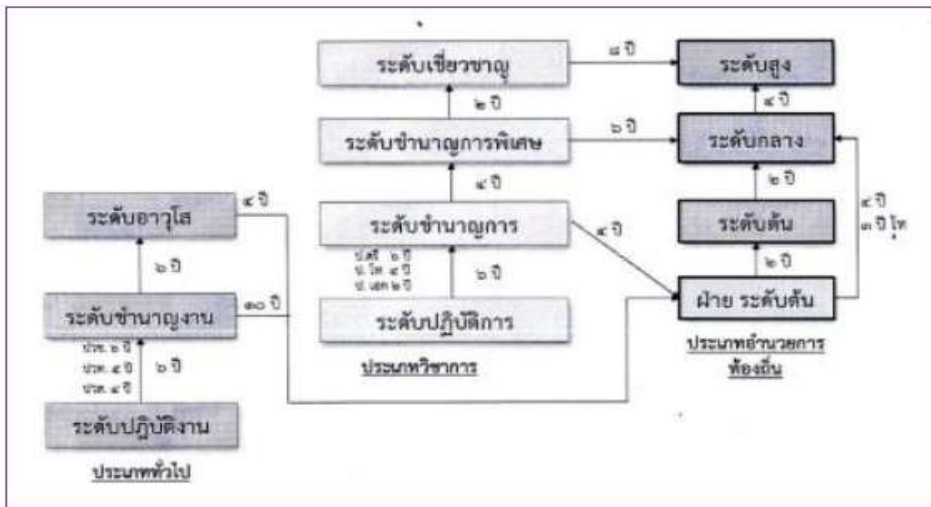 ระดับเชี่ยวชาญ
๘ ปี
ระดับสูง
๒ ปี
๔ ปี
ระดับชำนาญการพิเศษ
๖ ปี
ระดับกลาง
๔ ปี
๒ ปี
๔ ปี
๓ ปี โท
ระดับอาวุโส
๔ ปี
ระดับชำนาญการ
๔ ปี
ระดับต้น
๖ ปี
ป.ตรี ๖ ปี
ป.โท ๔ ปี
ป.เอก ๒ ปี
๖ ปี
๒ ปี
ระดับชำนาญงาน
๑๐ ปี
ระดับปฏิบัติการ
ฝ่าย ระดับต้น
ปวช. ๖ ปี
ปวท. ๕ ปี
ปวส. ๔ ปี
๖ ปี
ประเภทวิชาการ
ประเภทอำนวยการ
ท้องถิ่น
ระดับปฏิบัติงาน
ประเภททั่วไป